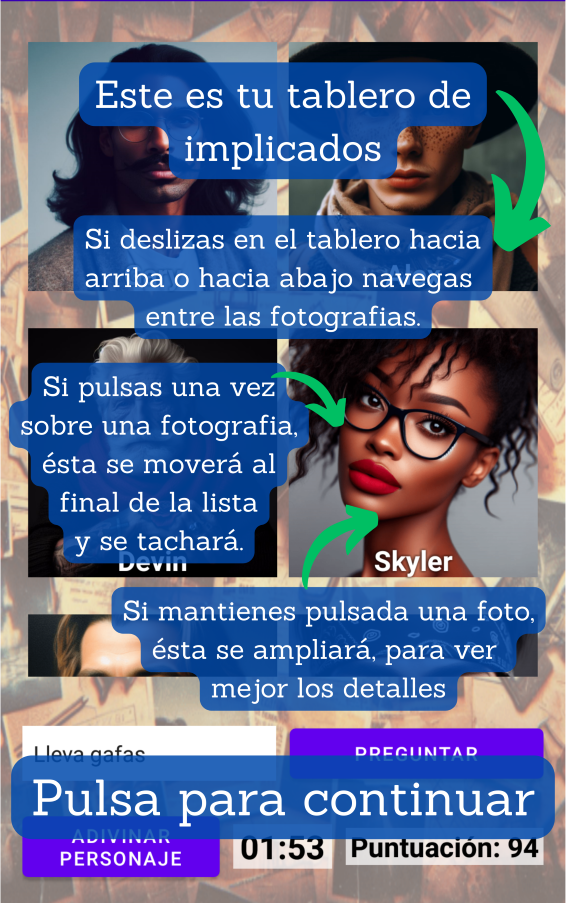 Este es tu tablero de
implicados
Si deslizas en el tablero hacia
arriba o hacia abajo navegas
entre las fotografias.
Si pulsas una vez
sobre una fotografia,
ésta se moverá al
final de la lista
y se tachará.
Devin
Skyler
Si mantienes pulsada una foto,
ésta se ampliará, para ver
mejor los detalles
Lleva gafas
PREGUNTAR
Pulsa para continuar
ADIVINAR
PERSONAJE
01:53
Puntuación: 94